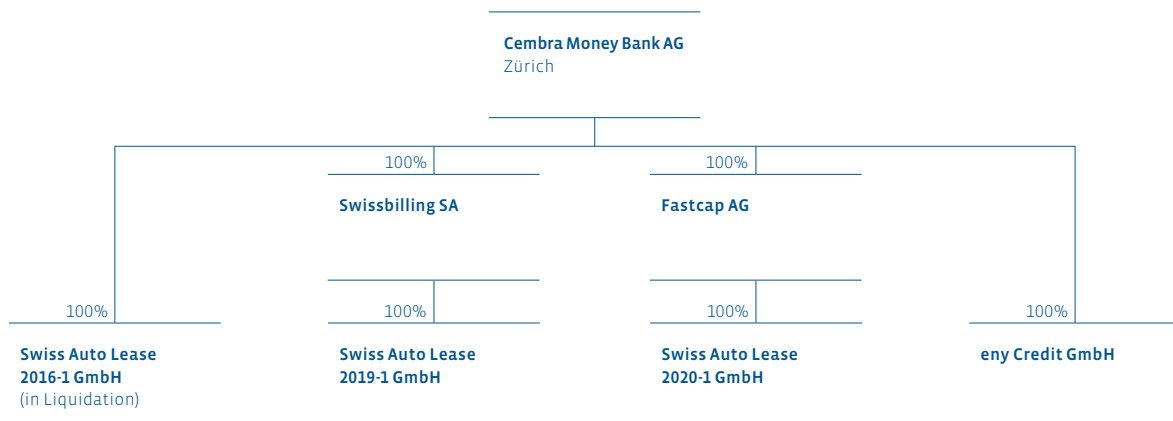 Cembra Money Bank AG
Zürich
100%
100%
Swissbilling SA
Fastcap AG
100%
100%
100%
100%
Swiss Auto Lease
2016-1 GmbH
(in Liquidation)
Swiss Auto Lease
2019-1 GmbH
Swiss Auto Lease
2020-1 GmbH
eny Credit GmbH